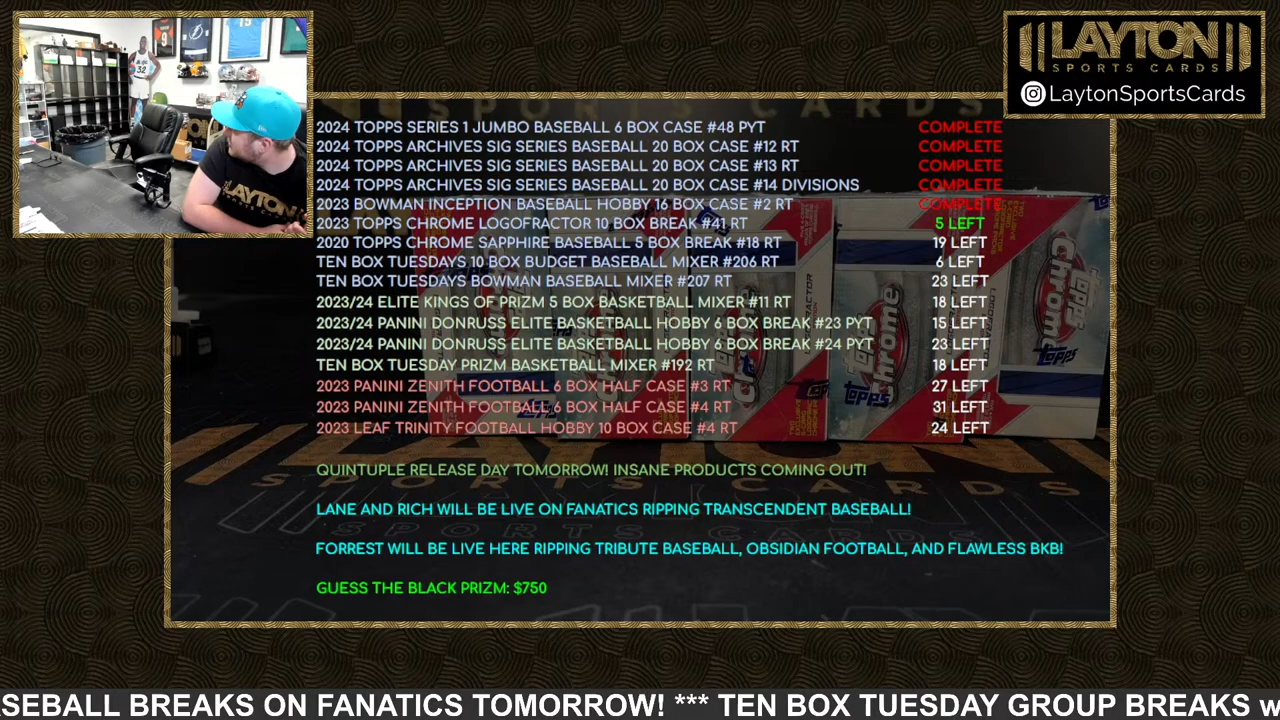 LAYTON
SPORTS CARDS
LaytonSportsCards
2024 TOPPS SERIES 1 JUMBO BASEBALL 6 BOX CASE #48 PYT COMPLETE
2024 TOPPS ARCHIVES SIG SERIES BASEBALL 20 BOX CASE #12 RT COMPLETE
2024 TOPPS ARCHIVES SIG SERIES BASEBALL 20 BOX CASE #13 RT COMPLETE
2024 TOPPS ARCHIVES SIG SERIES BASEBALL 20 BOX CASE #14 DIVISIONS COMPLETE
2023 BOWMAN INCEPTION BASEBALL HOBBY 16 BOX CASE #2 RT COMPLETE
2023 TOPPS CHROME LOGOFRACTOR 10 BOX BREAK #41 RT 5 LEFT
2020 TOPPS CHROME SAPPHIRE BASEBALL 5 BOX BREAK #18 RT 19 LEFT
TEN BOX TUESDAYS 10 BOX BUDGET BASEBALL MIXER #206 RT 6 LEFT
TEN BOX TUESDAYS BOWMAN BASEBALL MIXER #207 RT 23 LEFT
2023/24 ELITE KINGS OF PRIZM 5 BOX BASKETBALL MIXER #11 RT 18 LEFT
2023/24 PANINI DONRUSS ELITE BASKETBALL HOBBY 6 BOX BREAK #23 PYT 15 LEFT
2023/24 PANINI DONRUSS ELITE BASKETBALL HOBBY 6 BOX BREAK #24 PYT 23 LEFT
TEN BOX TUESDAY PRIZM BASKETBALL MIXER #192 RT 18 LEFT
2023 PANINI ZENITH FOOTBALL 6 BOX HALF CASE #3 RT 27 LEFT
2023 PANINI ZENITH FOOTBALL 6 BOX HALF CASE #4 RT 31 LEFT
2023 LEAF TRINITY FOOTBALL HOBBY 10 BOX CASE #4 RT 24 LEFT
QUINTUPLE RELEASE DAY TOMORROW! INSANE PRODUCTS COMING OUT!
LANE AND RICH WILL BE LIVE ON FANATICS RIPPING TRANSCENDENT BASEBALL!
FORREST WILL BE LIVE HERE RIPPING TRIBUTE BASEBALL, OBSIDIAN FOOTBALL, AND FLAWLESS BKB!
GUESS THE BLACK PRIZM: $750
SEBALL BREAKS ON FANATICS TOMORROW! *** TEN BOX TUESDAY GROUP BREAKS w